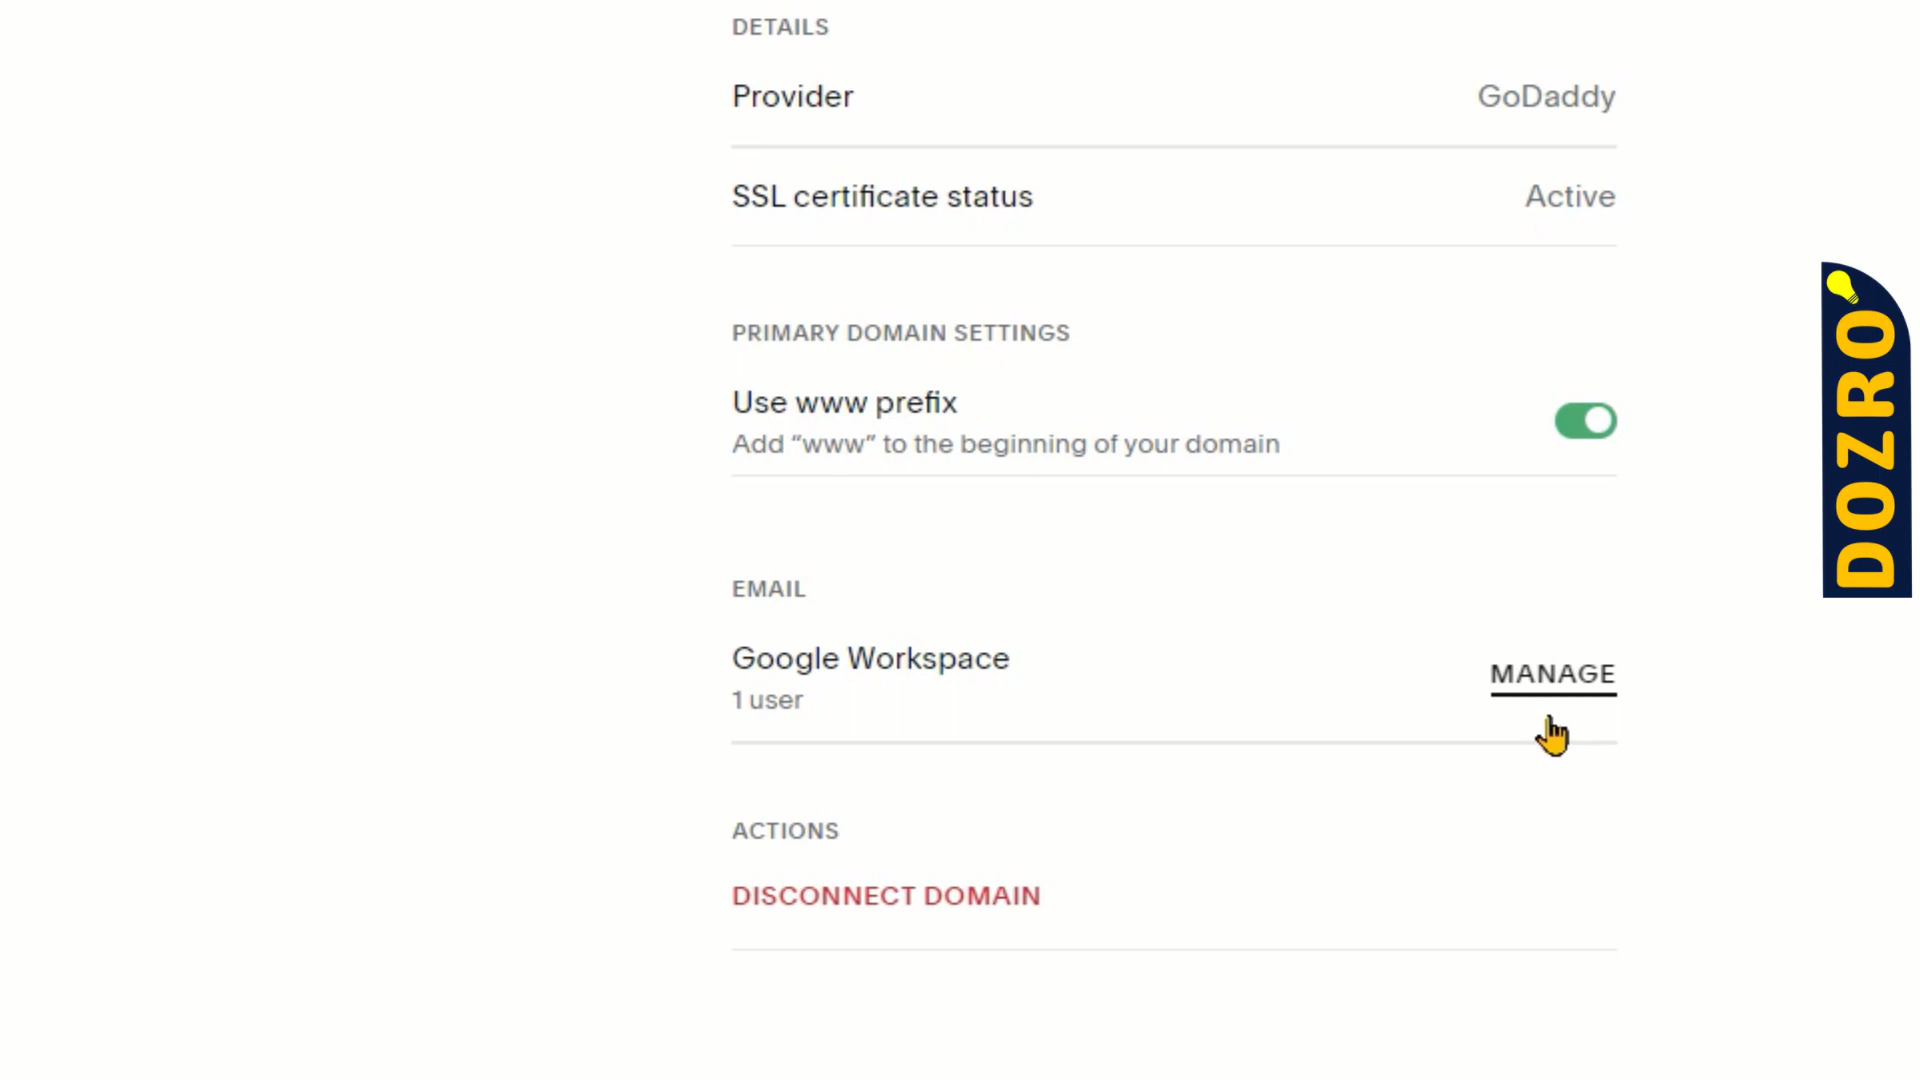 DETAILS
Provider
GoDaddy
SSL certificate status
Active
PRIMARY DOMAIN SETTINGS
Use www prefix
Add “www” to the beginning of your domain
EMAIL
Google Workspace
1 user
MANAGE
ACTIONS
DISCONNECT DOMAIN
DOZRO